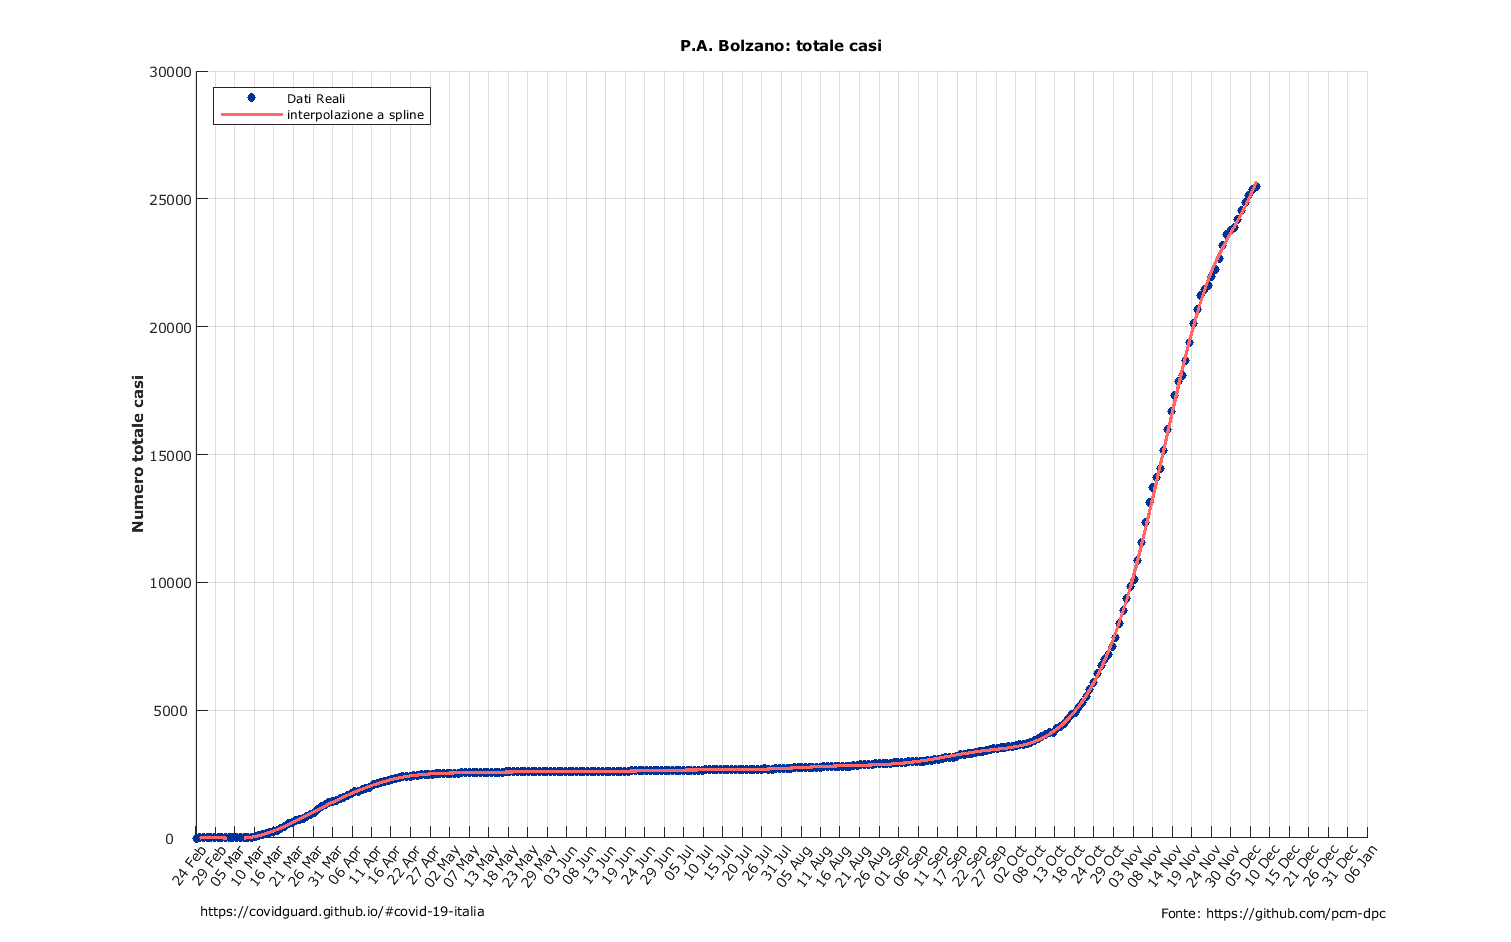 P.A. Bolzano: totale casi
Dati Reali
interpolazione a spline
Numero totale casi
30000
25000
20000
15000
10000
5000
0
24 Feb
29 Feb
05 Mar
10 Mar
16 Mar
21 Mar
26 Mar
31 Mar
06 Apr
11 Apr
16 Apr
22 Apr
27 Apr
02 May
07 May
13 May
18 May
23 May
29 May
03 Jun
08 Jun
13 Jun
19 Jun
24 Jun
29 Jun
05 Jul
10 Jul
15 Jul
20 Jul
26 Jul
31 Jul
05 Aug
11 Aug
16 Aug
21 Aug
26 Aug
01 Sep
06 Sep
11 Sep
17 Sep
22 Sep
27 Sep
02 Oct
08 Oct
13 Oct
18 Oct
24 Oct
29 Oct
03 Nov
08 Nov
14 Nov
19 Nov
24 Nov
30 Nov
05 Dec
10 Dec
15 Dec
21 Dec
26 Dec
31 Dec
06 Jan
https://covidguard.github.io/#covid-19-italia
Fonte: https://github.com/pcm-dpc